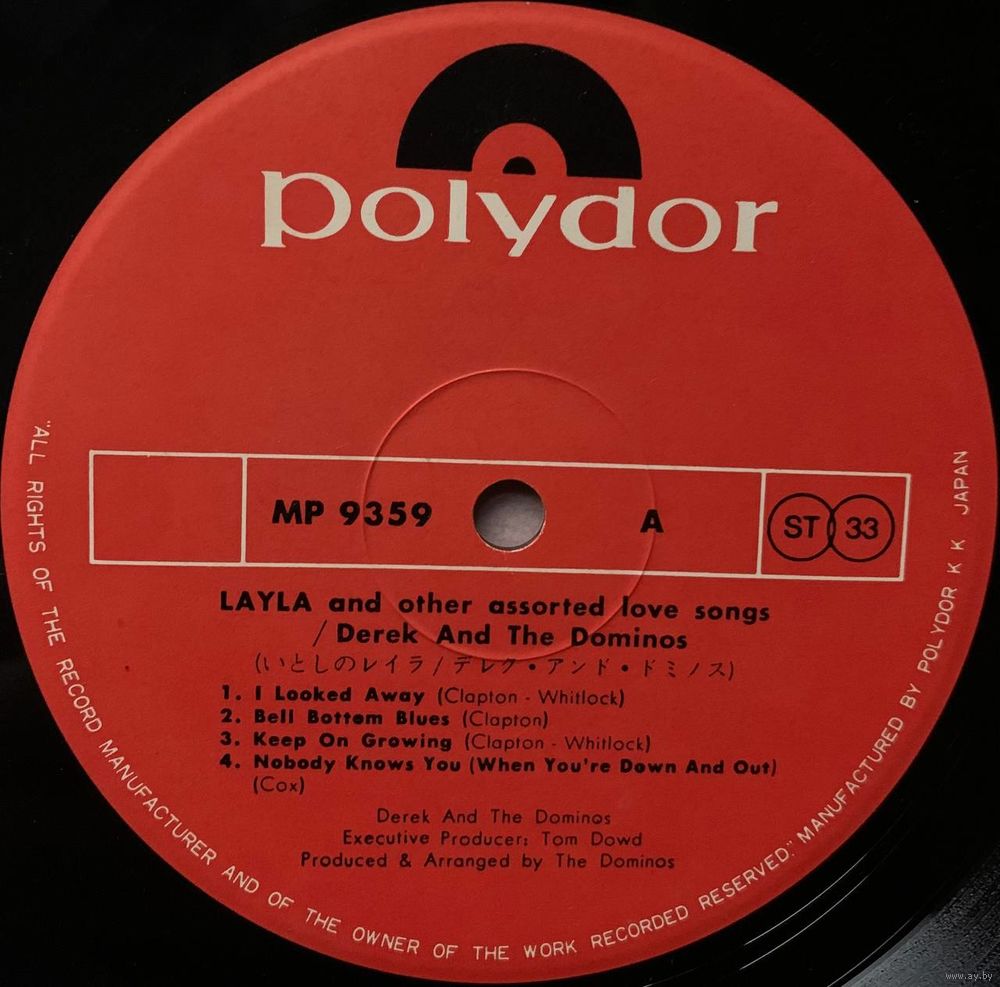 polydor
MP 9359
A
ST 33
LAYLA and other assorted love songs
/ Derek And The Dominos
(いとしのレイラ / デレク・アンド・ドミノス)
1. I Looked Away (Clapton - Whitlock)
2. Bell Bottom Blues (Clapton)
3. Keep On Growing (Clapton - Whitlock)
4. Nobody Knows You (When You're Down And Out)
(Cox)
Derek And The Dominos
Executive Producer: Tom Dowd
Produced & Arranged by The Dominos
"ALL RIGHTS OF THE RECORD MANUFACTURER AND OF THE OWNER OF THE WORK RECORDED RESERVED." MANUFACTURED BY POLYDOR K K JAPAN
www.ay.by